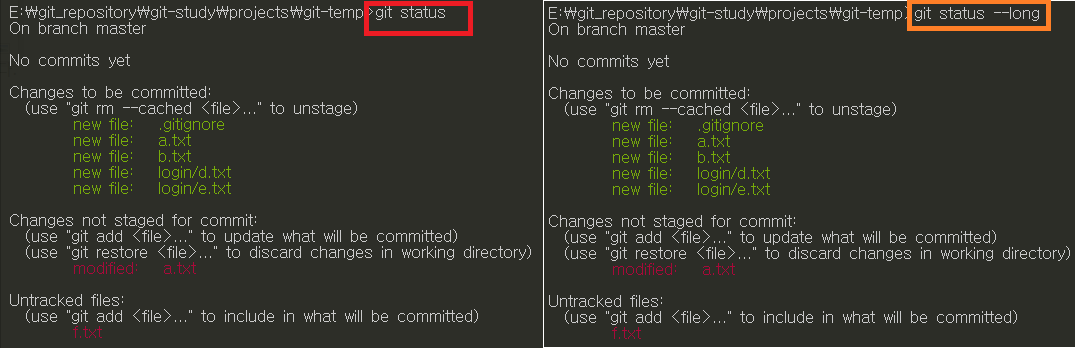 E:₩git_repository₩git-study₩projects₩git-temp>git status
On branch master
No commits yet
Changes to be committed:
(use "git rm --cached <file>..." to unstage)
new file: .gitignore
new file: a.txt
new file: b.txt
new file: login/d.txt
new file: login/e.txt
Changes not staged for commit:
(use "git add <file>..." to update what will be committed)
(use "git restore <file>..." to discard changes in working directory)
modified: a.txt
Untracked files:
(use "git add <file>..." to include in what will be committed)
f.txt
E:₩git_repository₩git-study₩projects₩git-temp>git status --long
On branch master
No commits yet
Changes to be committed:
(use "git rm --cached <file>..." to unstage)
new file: .gitignore
new file: a.txt
new file: b.txt
new file: login/d.txt
new file: login/e.txt
Changes not staged for commit:
(use "git add <file>..." to update what will be committed)
(use "git restore <file>..." to discard changes in working directory)
modified: a.txt
Untracked files:
(use "git add <file>..." to include in what will be committed)
f.txt